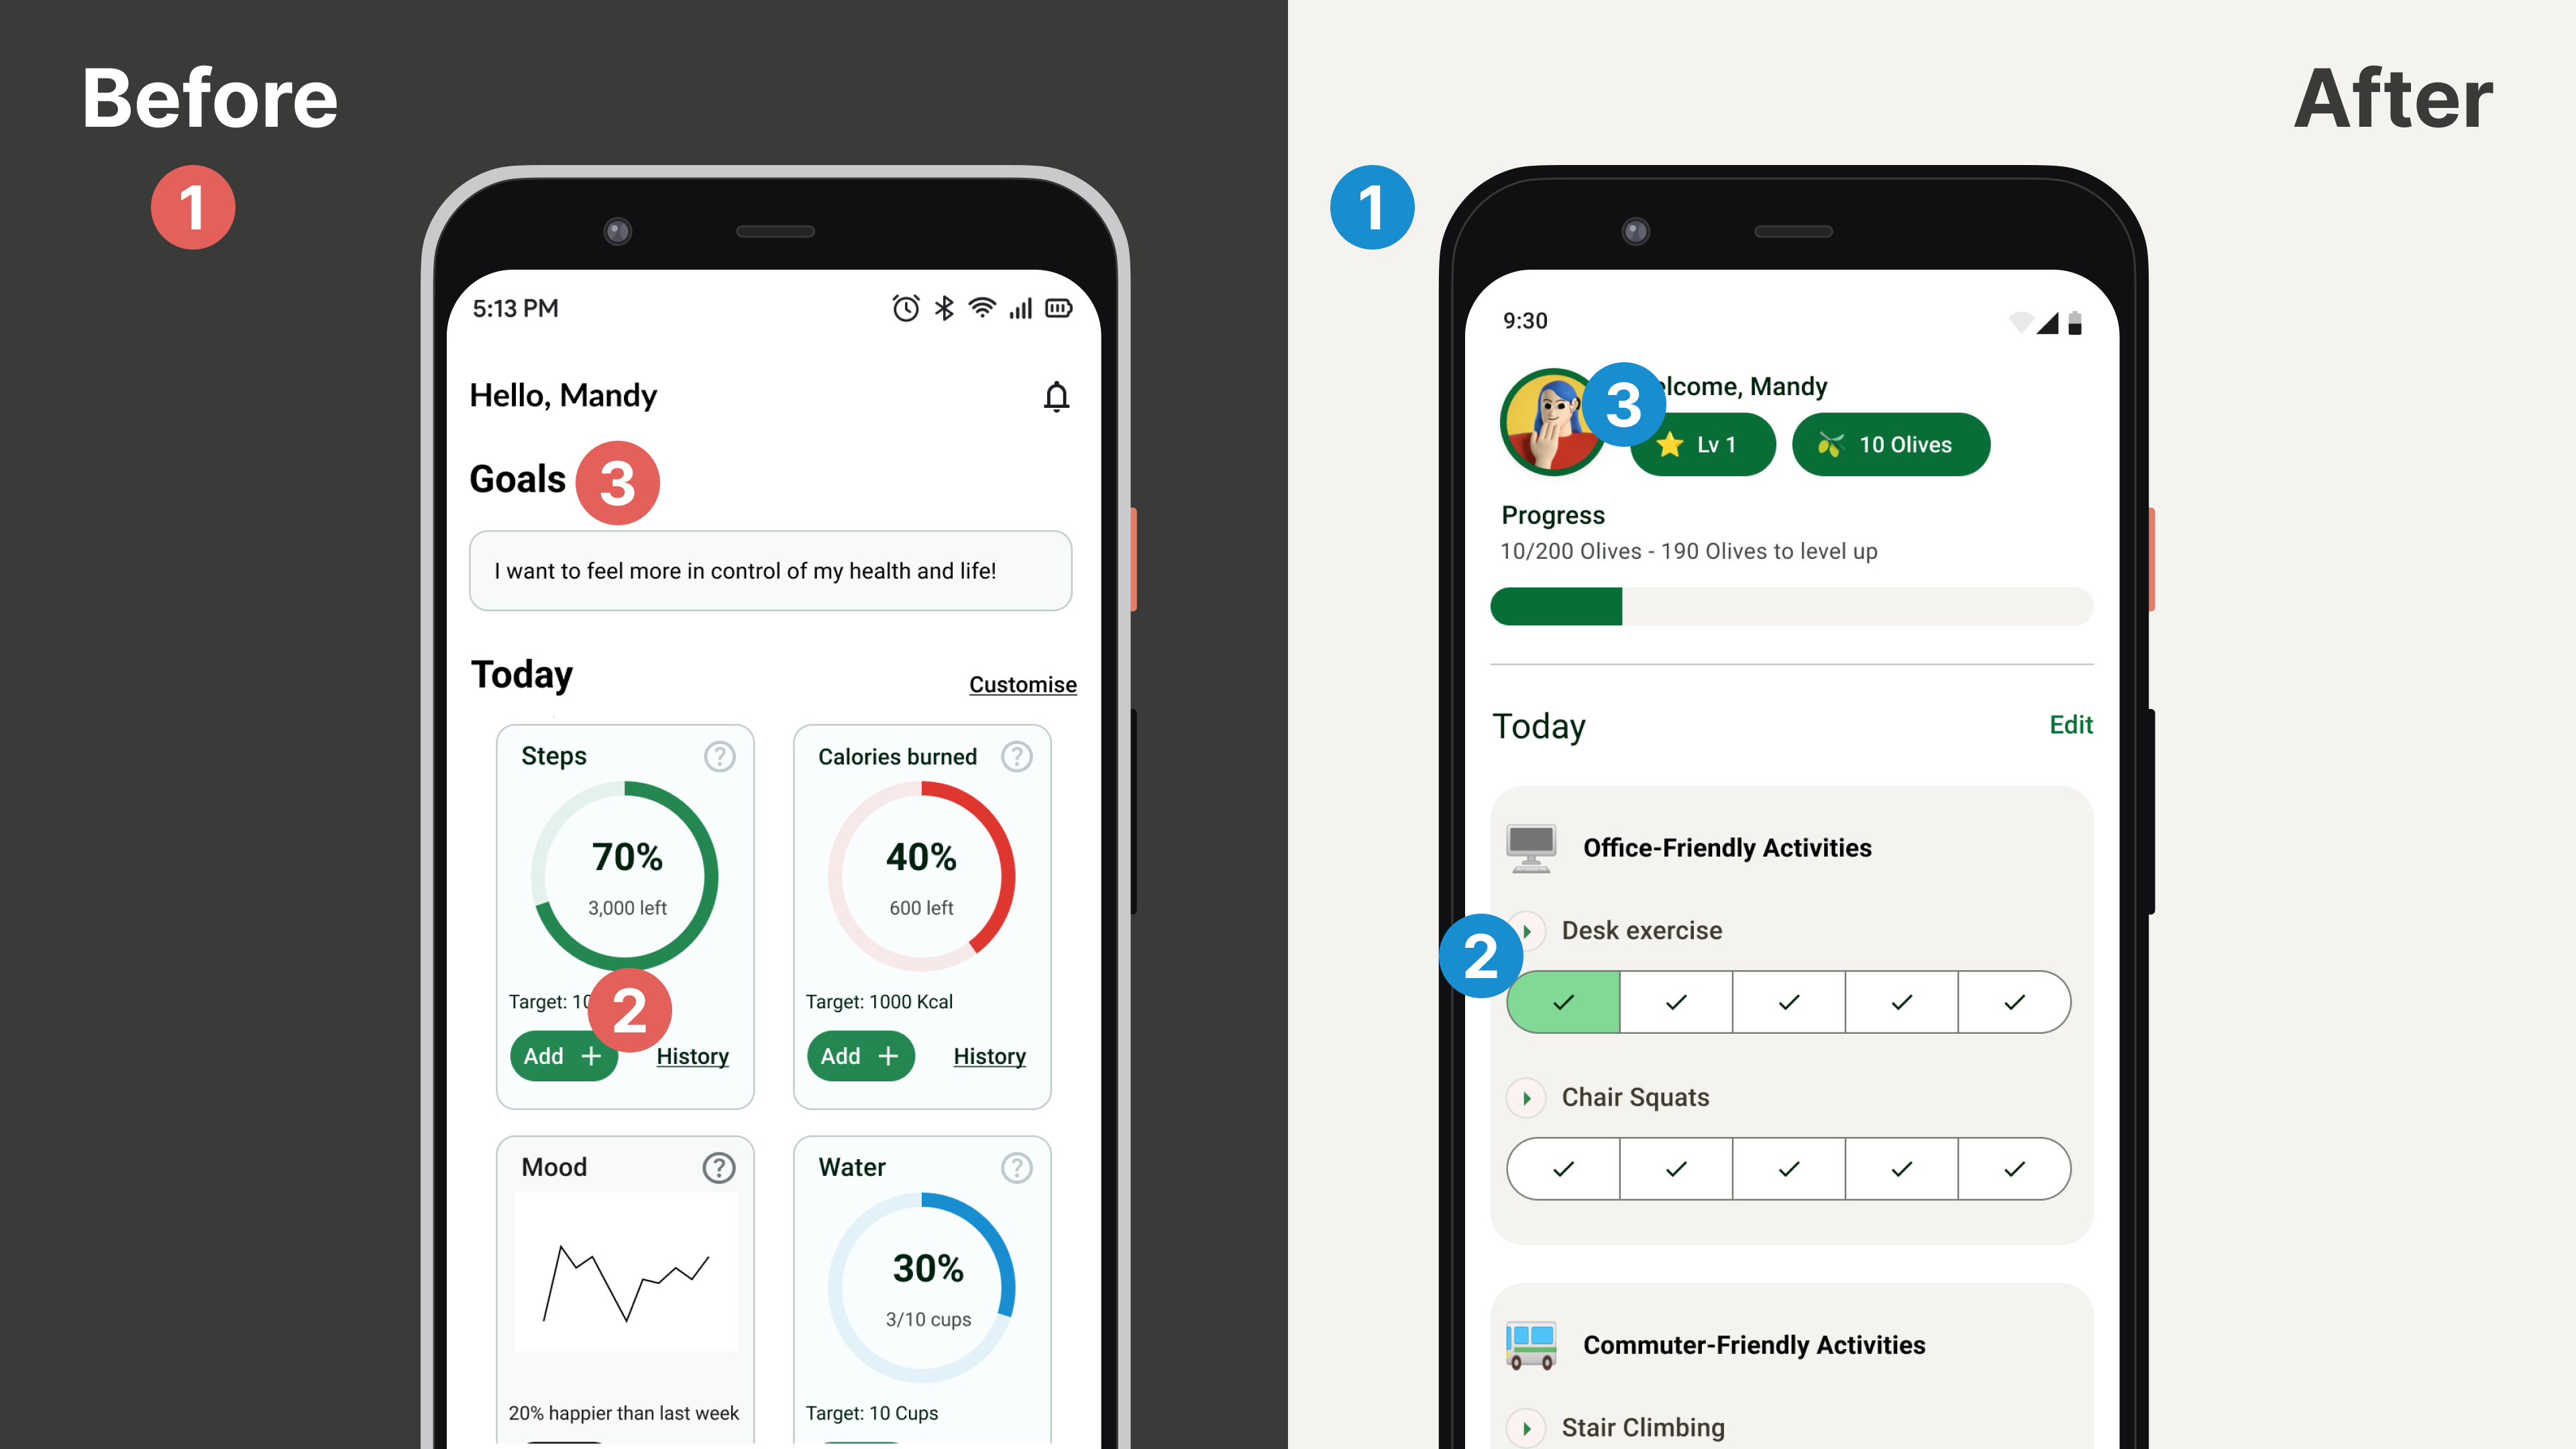 Before
1
5:13 PM
Hello, Mandy
Goals
3
I want to feel more in control of my health and life!
Today
Customise
Steps
?
70%
3,000 left
Target: 10
2
Add +
History
Calories burned
?
40%
600 left
Target: 1000 Kcal
Add +
History
Mood
?
20% happier than last week
Water
?
30%
3/10 cups
Target: 10 Cups
After
1
9:30
3
elcome, Mandy
Lv 1
10 Olives
Progress
10/200 Olives - 190 Olives to level up
Today
Edit
Office-Friendly Activities
2
Desk exercise
Chair Squats
Commuter-Friendly Activities
Stair Climbing